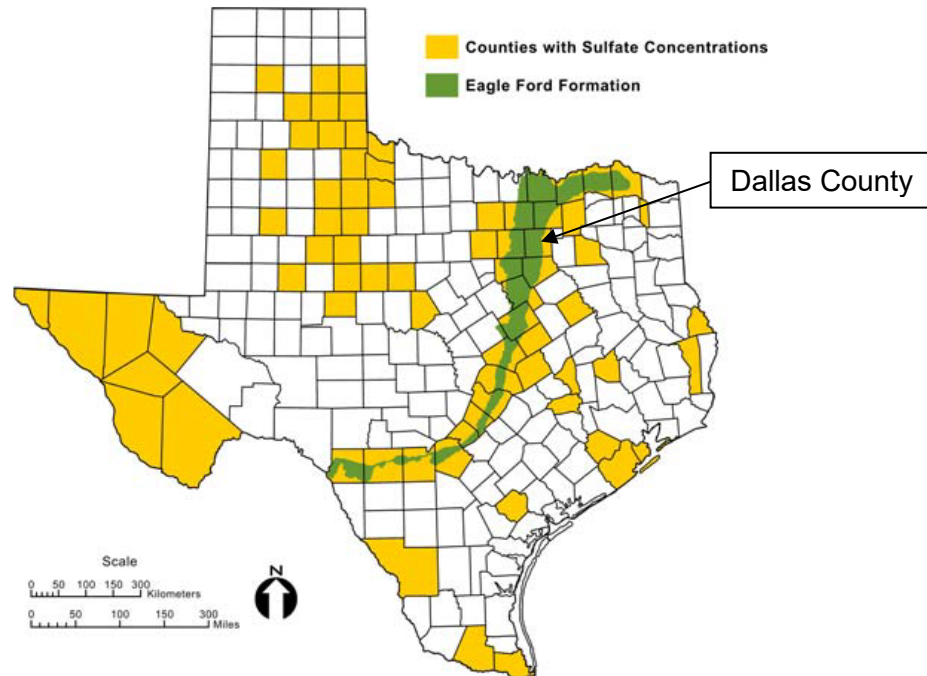 Counties with Sulfate Concentrations
Eagle Ford Formation
Dallas County
Scale
0 50 100 150 200 300
Kilometers
0 50 100 150 300
Miles
N